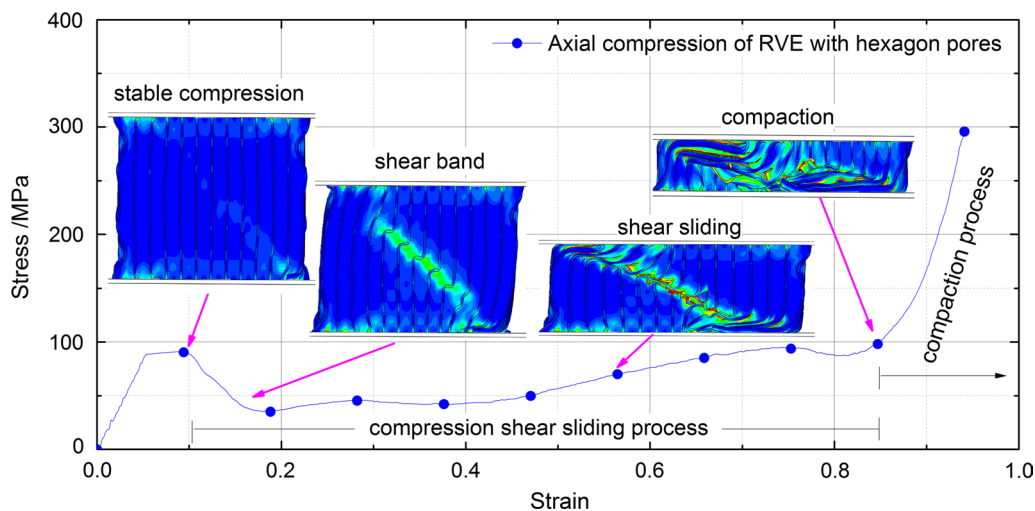 400
Axial compression of RVE with hexagon pores
stable compression
compaction
300
shear band
Stress /MPa
200
shear sliding
compaction process
100
compression shear sliding process
0
0.0 0.2 0.4 0.6 0.8 1.0
Strain